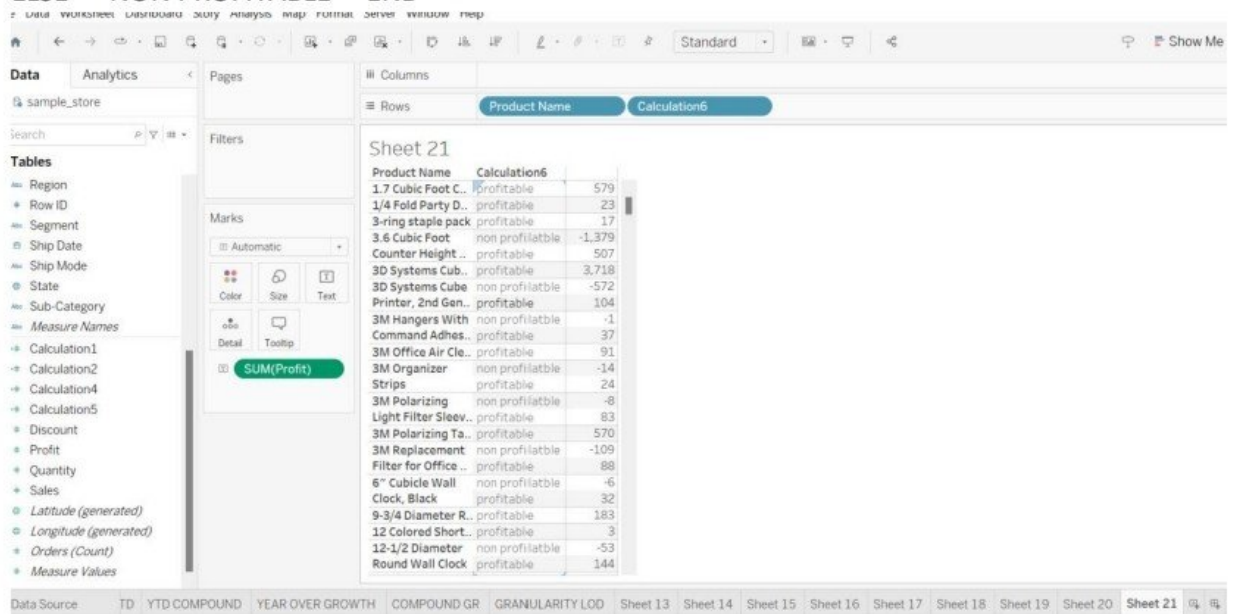 Data Worksheet Dashboard Story Analysis Map Format Server Window Help
Standard
Show Me
Data Analytics
Pages
Columns
sample_store
Rows
Product Name
Calculation6
Search
Filters
Tables
Region
Row ID
Segment
Ship Date
Ship Mode
State
Sub-Category
Measure Names
Calculation1
Calculation2
Calculation4
Calculation5
Discount
Profit
Quantity
Sales
Latitude (generated)
Longitude (generated)
Orders (Count)
Measure Values
Marks
Automatic
Color Size Text
Detail Tooltip
SUM(Profit)
Sheet 21
Product Name Calculation6
1.7 Cubic Foot C.. profitable 579
1/4 Fold Party D.. profitable 23
3-ring staple pack profitable 17
3.6 Cubic Foot non profilatble -1,379
Counter Height .. profitable 507
3D Systems Cub.. profitable 3,718
3D Systems Cube non profilatble -572
Printer, 2nd Gen.. profitable 104
3M Hangers With non profilatble -1
Command Adhes.. profitable 37
3M Office Air Cle.. profitable 91
3M Organizer non profilatble -14
Strips profitable 24
3M Polarizing non profilatble -8
Light Filter Sleev.. profitable 83
3M Polarizing Ta.. profitable 570
3M Replacement non profilatble -109
Filter for Office .. profitable 88
6" Cubicle Wall non profilatble -6
Clock, Black profitable 32
9-3/4 Diameter R.. profitable 183
12 Colored Short.. profitable 3
12-1/2 Diameter non profilatble -53
Round Wall Clock profitable 144
Data Source TD YTD COMPOUND YEAR OVER GROWTH COMPOUND GR GRANULARITY LOD Sheet 13 Sheet 14 Sheet 15 Sheet 16 Sheet 17 Sheet 18 Sheet 19 Sheet 20 Sheet 21